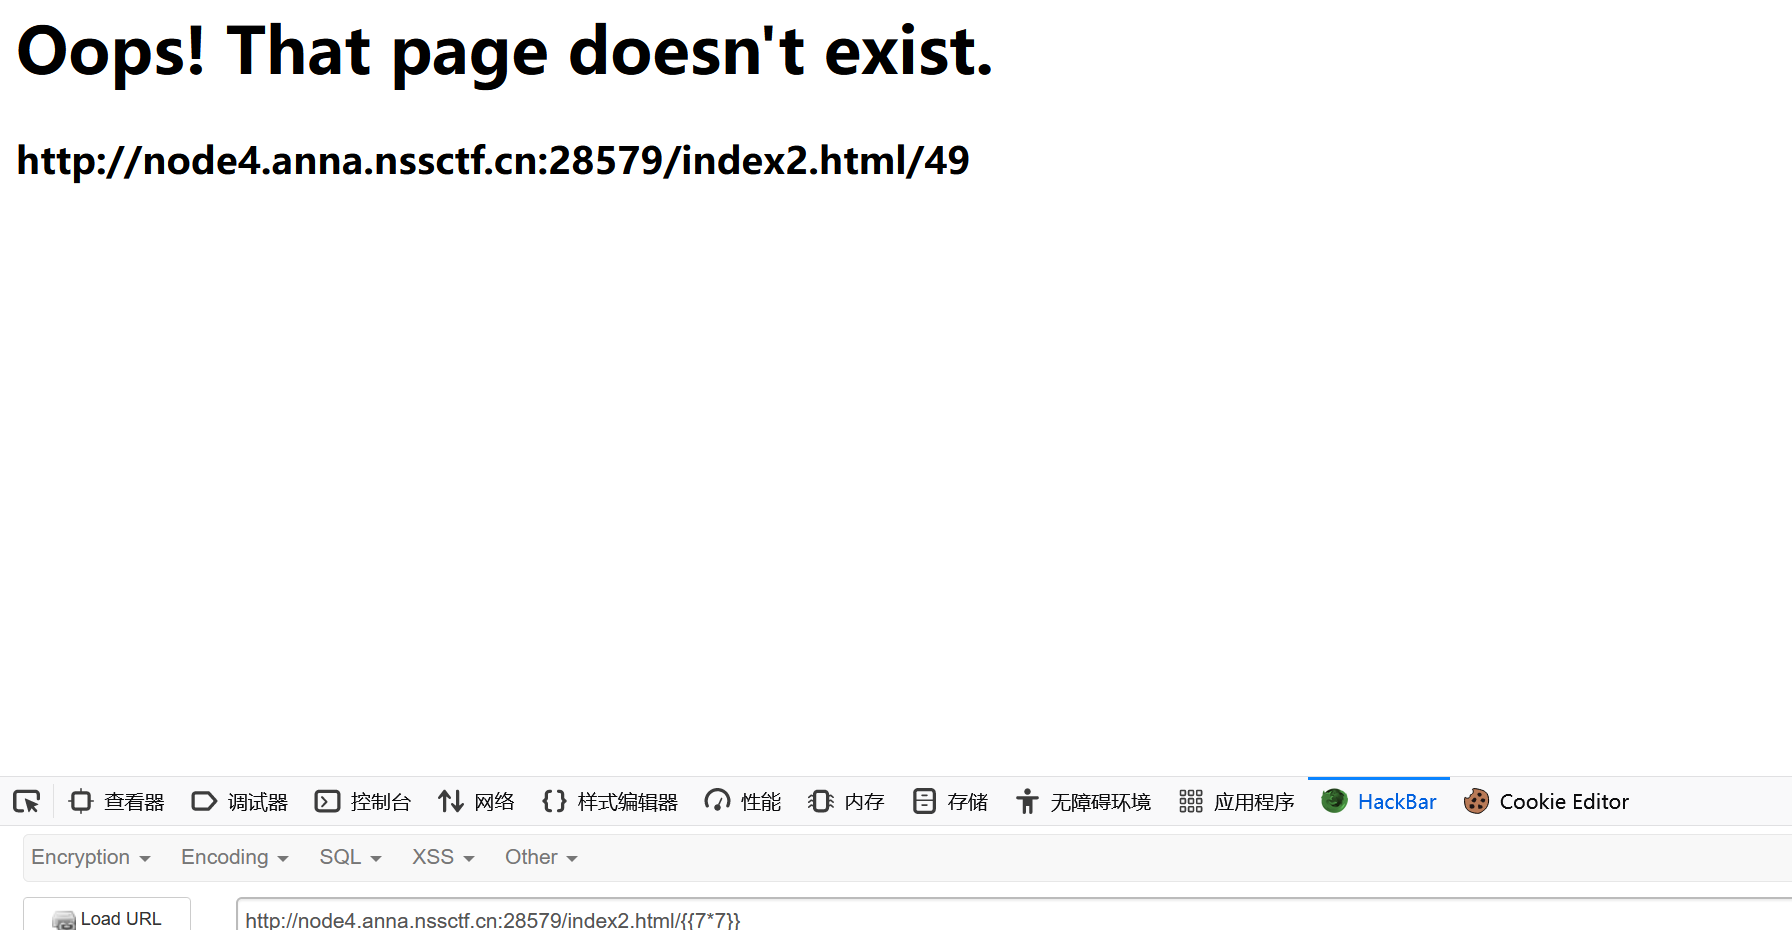 Oops! That page doesn't exist.
http://node4.anna.nssctf.cn:28579/index2.html/49
查看器 调试器 控制台 网络 样式编辑器 性能 内存 存储 无障碍环境 应用程序 HackBar Cookie Editor
Encryption Encoding SQL XSS Other
Load URL http://node4.anna.nssctf.cn:28579/index2.html/{{7*7}}